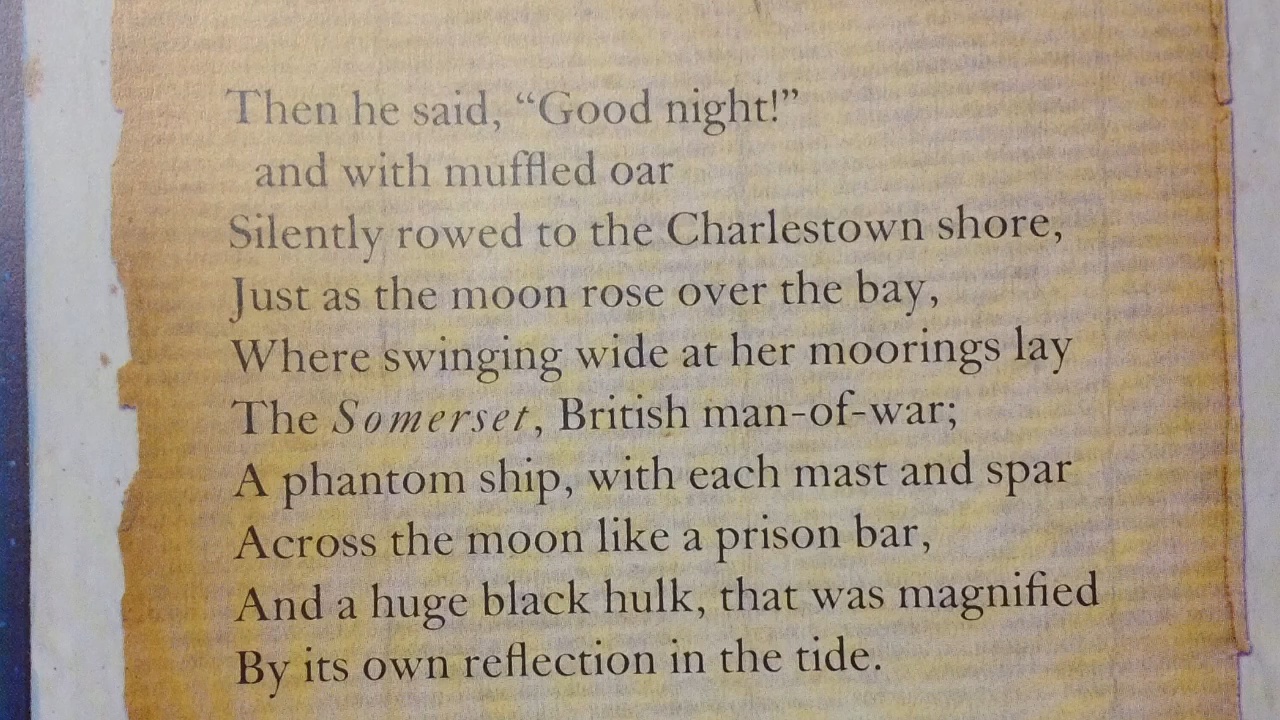 Then he said, “Good night!”
and with muffled oar
Silently rowed to the Charlestown shore,
Just as the moon rose over the bay,
Where swinging wide at her moorings lay
The Somerset, British man-of-war;
A phantom ship, with each mast and spar
Across the moon like a prison bar,
And a huge black hulk, that was magnified
By its own reflection in the tide.